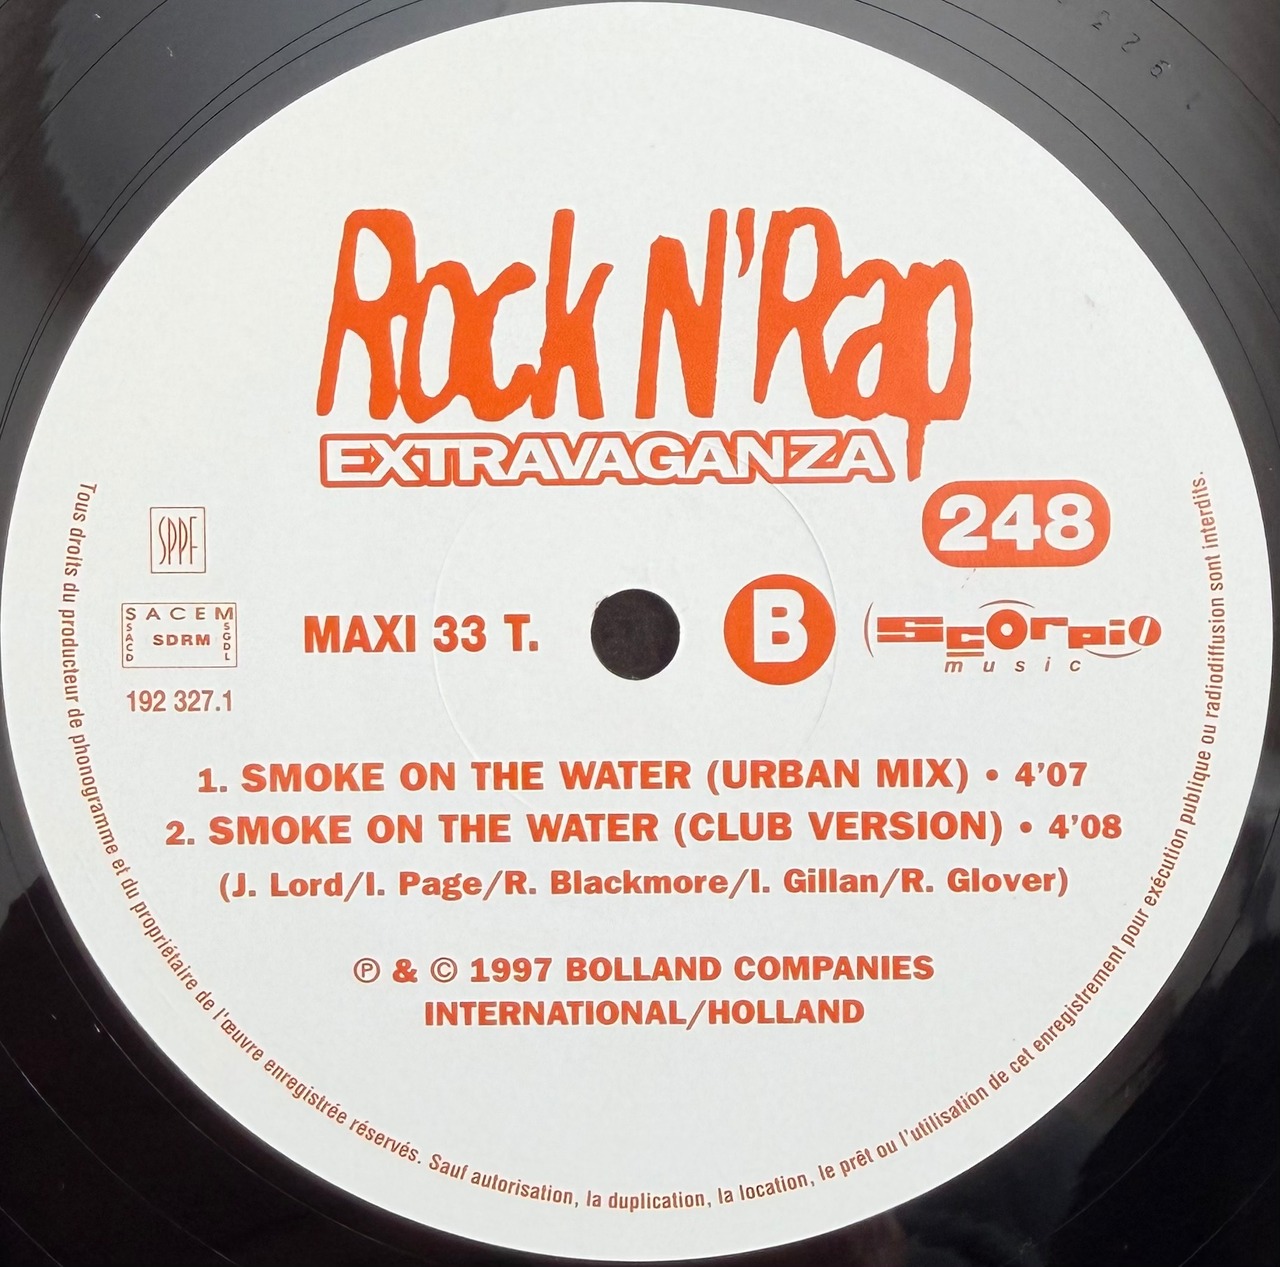 Rock N'Rap
EXTRAVAGANZA
248
SPPF
SACEM
SACD
SDRM
SGDL
192 327.1
MAXI 33 T.
B
Scorpio
music
1. SMOKE ON THE WATER (URBAN MIX) • 4'07
2. SMOKE ON THE WATER (CLUB VERSION) • 4'08
(J. Lord/I. Page/R. Blackmore/I. Gillan/R. Glover)
℗ & © 1997 BOLLAND COMPANIES
INTERNATIONAL/HOLLAND
Tous droits du producteur de phonogramme et du propriétaire de l'œuvre enregistrée réservés. Sauf autorisation, la duplication, la location, le prêt ou l'utilisation de cet enregistrement pour exécution publique ou radiodiffusion sont interdits.